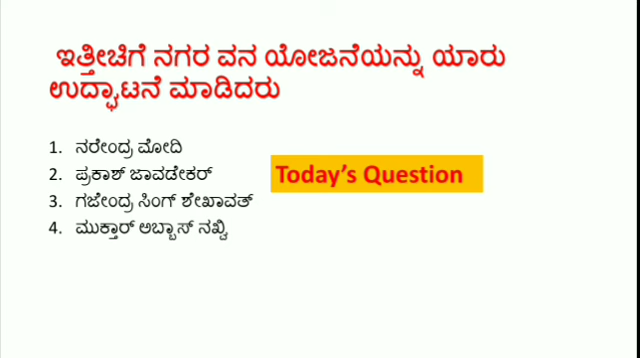 ಇತ್ತೀಚಿಗೆ ನಗರ ವನ ಯೋಜನೆಯನ್ನು ಯಾರು
ಉದ್ಘಾಟನೆ ಮಾಡಿದರು
1. ನರೇಂದ್ರ ಮೋದಿ
2. ಪ್ರಕಾಶ್ ಜಾವಡೇಕರ್
Today’s Question
3. ಗಜೇಂದ್ರ ಸಿಂಗ್ ಶೇಖಾವತ್
4. ಮುಕ್ತಾರ್ ಅಬ್ಬಾಸ್ ನಖ್ವಿ